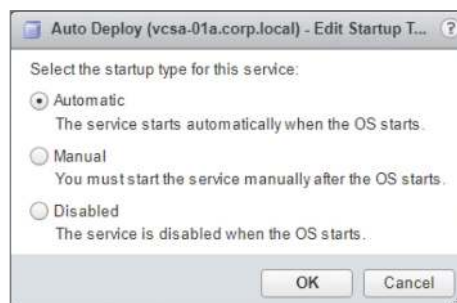 Auto Deploy (vcsa-01a.corp.local) - Edit Startup T... ?
Select the startup type for this service:
Automatic
The service starts automatically when the OS starts.
Manual
You must start the service manually after the OS starts.
Disabled
The service is disabled when the OS starts.
OK Cancel